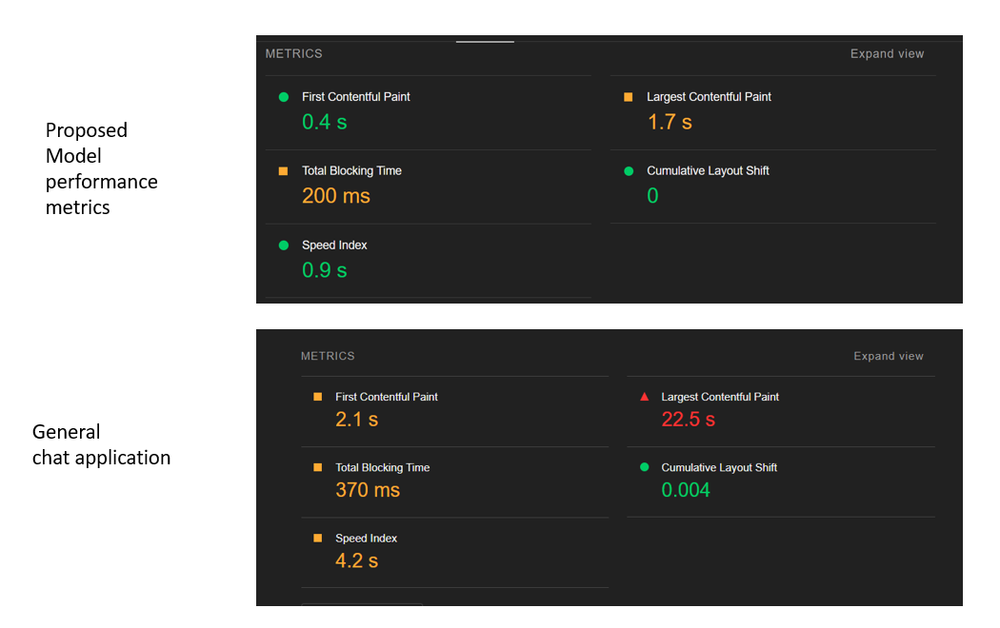 Proposed
Model
performance
metrics
METRICS
Expand view
First Contentful Paint
0.4 s
Largest Contentful Paint
1.7 s
Total Blocking Time
200 ms
Cumulative Layout Shift
0
Speed Index
0.9 s
General
chat application
METRICS
Expand view
First Contentful Paint
2.1 s
Largest Contentful Paint
22.5 s
Total Blocking Time
370 ms
Cumulative Layout Shift
0.004
Speed Index
4.2 s